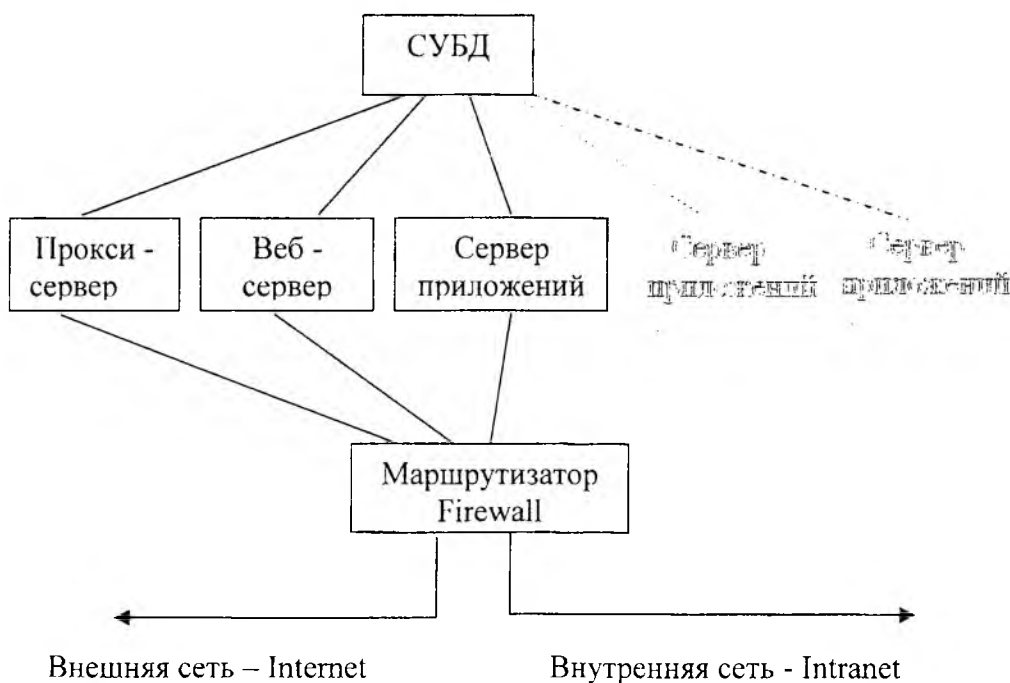 СУБД
Прокси -
сервер
Веб -
сервер
Сервер
приложений
Сервер
приложений
Сервер
приложений
Маршрутизатор
Firewall
Внешняя сеть – Internet
Внутренняя сеть - Intranet